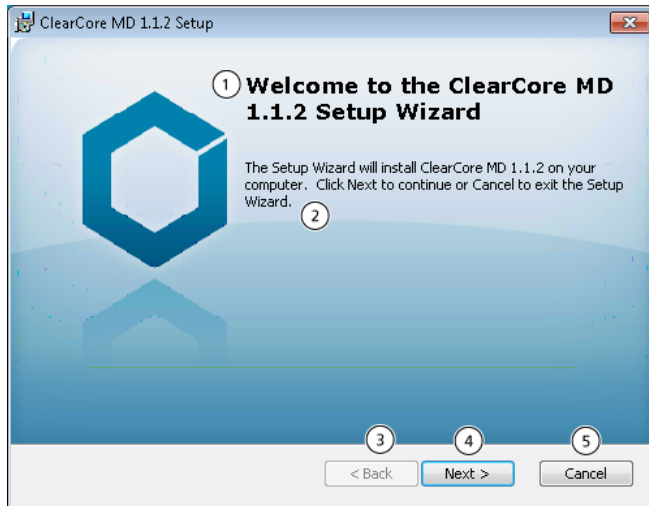 ClearCore MD 1.1.2 Setup
1 Welcome to the ClearCore MD
1.1.2 Setup Wizard
The Setup Wizard will install ClearCore MD 1.1.2 on your
computer. Click Next to continue or Cancel to exit the Setup
Wizard.
2
3 4 5
< Back Next > Cancel